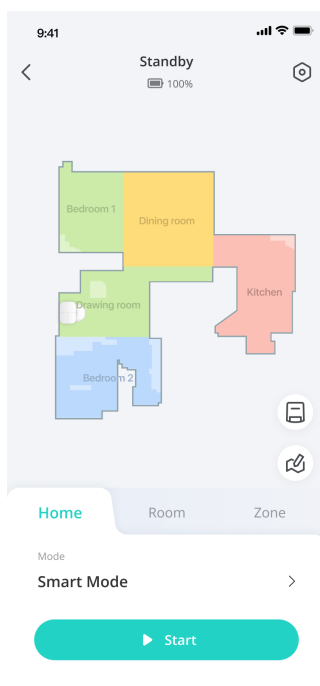 9:41
Standby
100%
Bedroom 1
Dining room
Kitchen
Drawing room
Bedroom 2
Home
Room
Zone
Mode
Smart Mode
Start